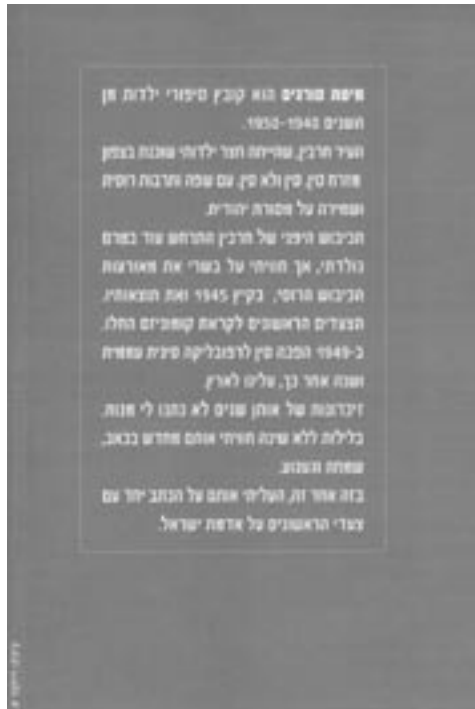 מיטת סורגים הוא קובץ סיפורי ילדות מן
השנים 1940-1950.
העיר חרבין, שהייתה חצר ילדותי שוכנת בצפון
מזרח סין, סין ולא סין, עם שפה ותרבות רוסית
ושמירה על מסורת יהודית.
הכיבוש היפני של חרבין התרחש עוד בטרם
נולדתי, אך חוויתי על בשרי את מאורעות
הכיבוש הרוסי, בקיץ 1945 ואת תוצאותיו.
הצעדים הראשונים לקראת קומוניזם החלו.
ב-1949 הפכה סין לרפובליקה סינית עממית
ושנה אחר כך, עלינו לארץ.
זיכרונות של אותן שנים לא נתנו לי מנוח.
בלילות ללא שינה חוויתי אותם מחדש בכאב,
שמחה וגעגוע.
בזה אחר זה, העליתי אותם על הכתב יחד עם
צעדי הראשונים על אדמת ישראל.